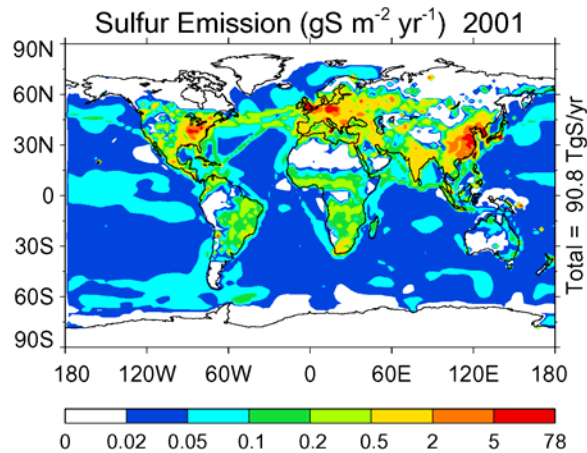 Sulfur Emission (gS m⁻² yr⁻¹) 2001
90N
60N
30N
0
30S
60S
90S
180 120W 60W 0 60E 120E 180
Total = 90.8 TgS/yr
0 0.02 0.05 0.1 0.2 0.5 2 5 78